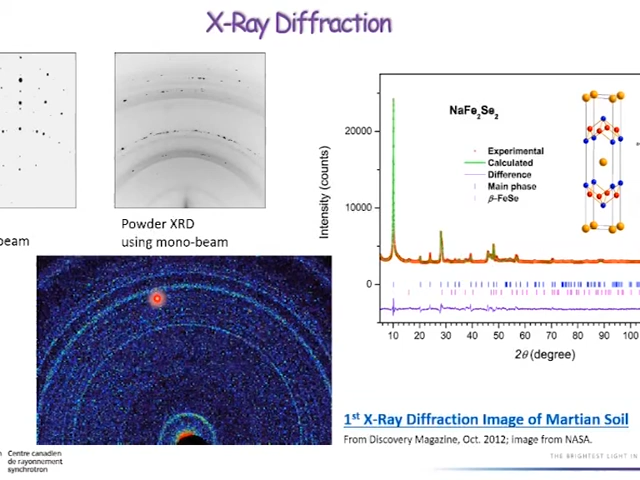 X-Ray Diffraction
NaFe2Se2
Experimental
Calculated
Difference
Main phase
β-FeSe
Intensity (counts)
20000
10000
0
10 20 30 40 50 60 70 80 90 100
2θ (degree)
beam
Powder XRD
using mono-beam
1st X-Ray Diffraction Image of Martian Soil
From Discovery Magazine, Oct. 2012; image from NASA.
Centre canadien
de rayonnement
synchrotron
THE BRIGHTEST LIGHT IN